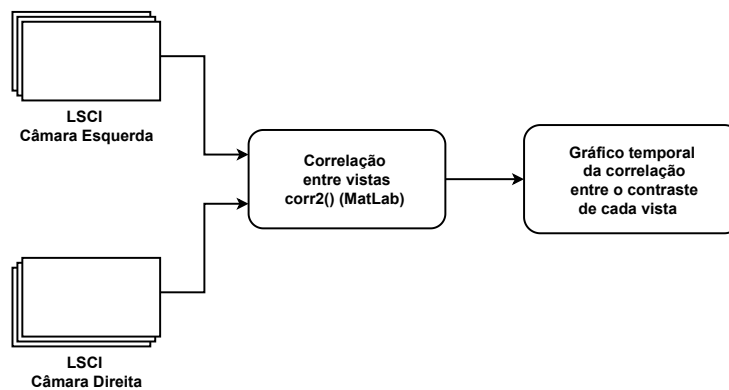 LSCI
Câmara Esquerda
Correlação
entre vistas
corr2() (MatLab)
Gráfico temporal
da correlação
entre o contraste
de cada vista
LSCI
Câmara Direita